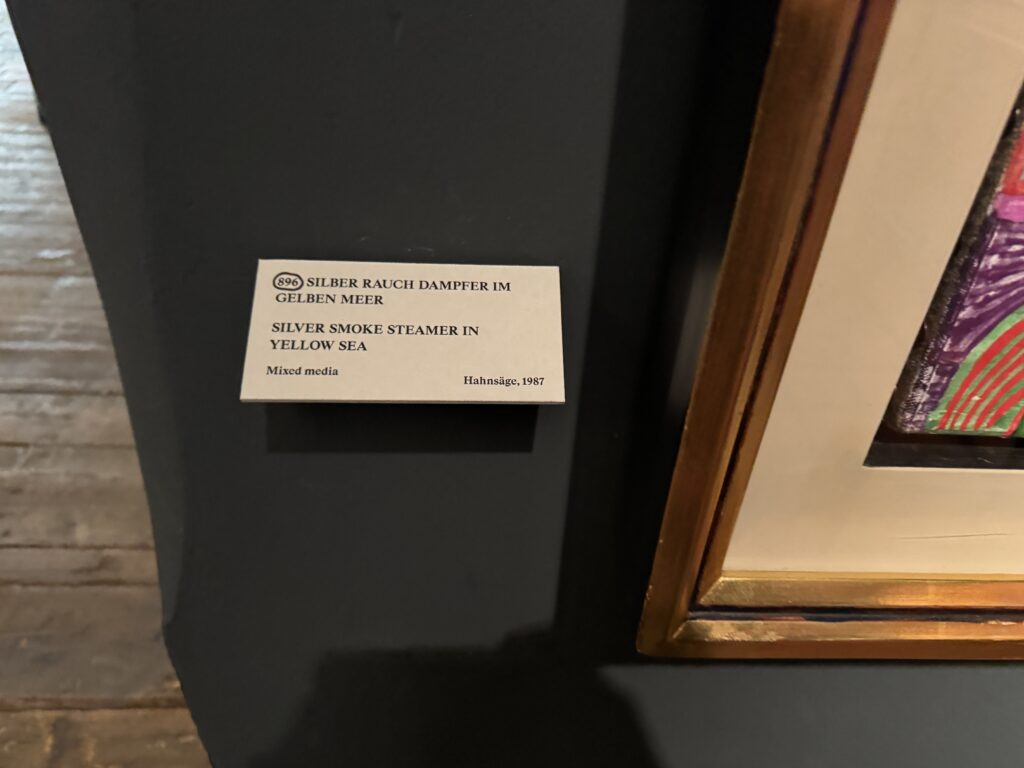 896 SILBER RAUCH DAMPFER IM
GELBEN MEER
SILVER SMOKE STEAMER IN
YELLOW SEA
Mixed media
Hahnsäge, 1987